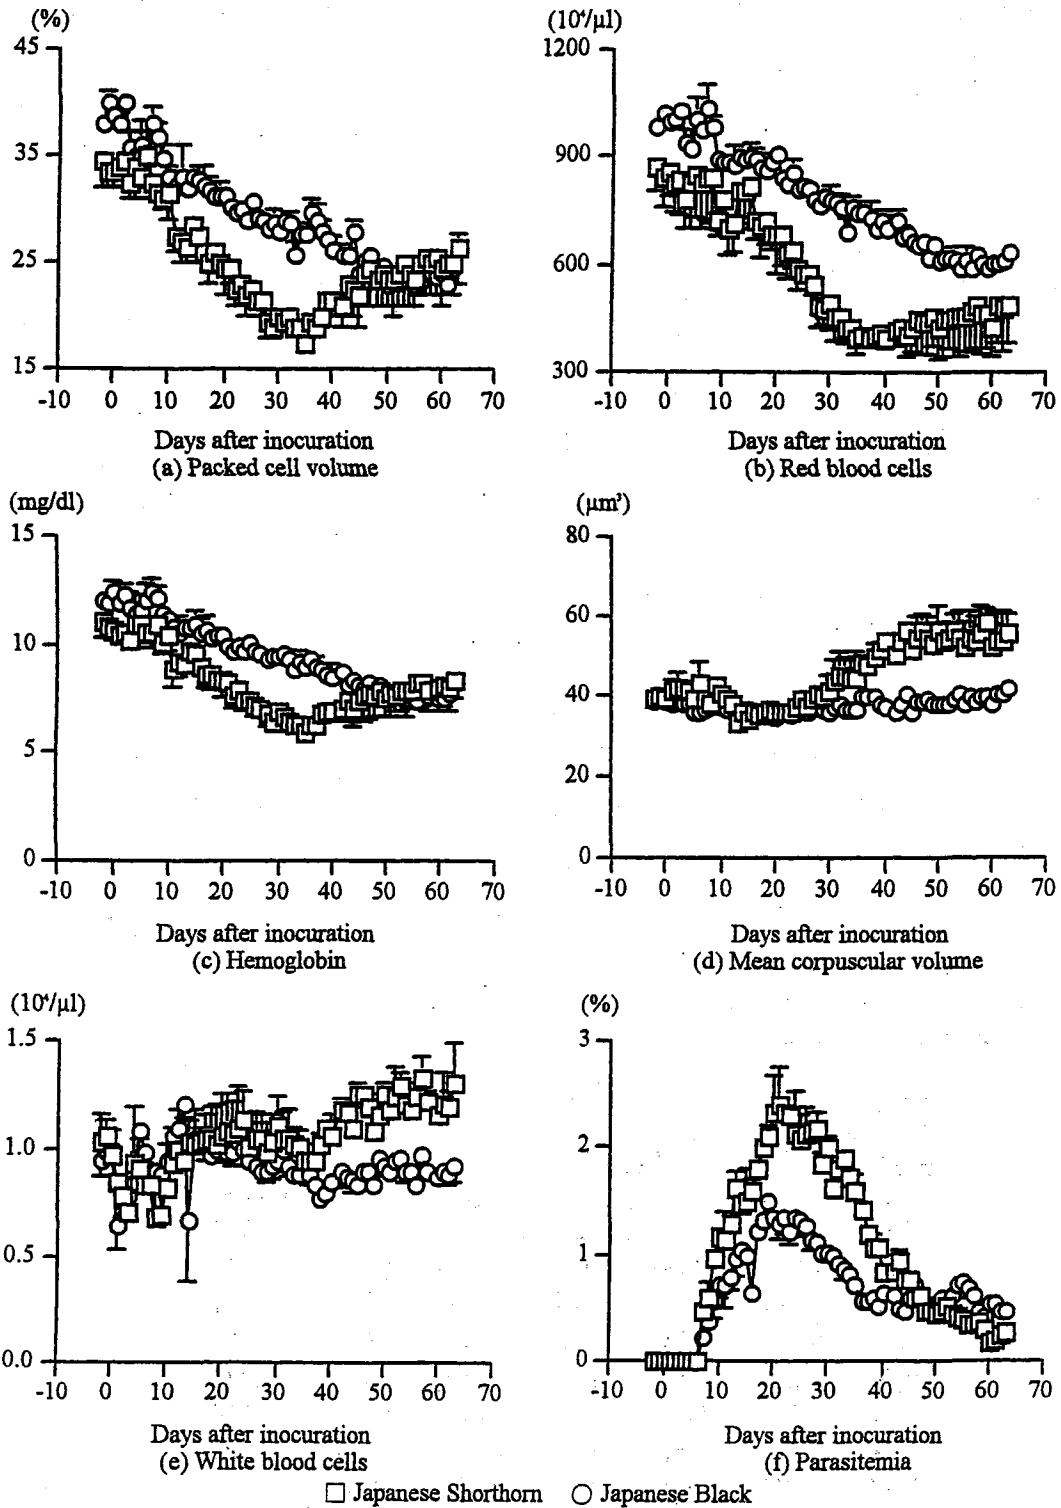 (%)
(10⁴/μl)
45
35
25
15
1200
900
600
300
-10 0 10 20 30 40 50 60 70
-10 0 10 20 30 40 50 60 70
Days after inocuration
(a) Packed cell volume
Days after inocuration
(b) Red blood cells
(mg/dl)
(μm³)
15
10
5
0
80
60
40
20
0
-10 0 10 20 30 40 50 60 70
-10 0 10 20 30 40 50 60 70
Days after inocuration
(c) Hemoglobin
Days after inocuration
(d) Mean corpuscular volume
(10⁴/μl)
(%)
1.5
1.0
0.5
0.0
3
2
1
0
-10 0 10 20 30 40 50 60 70
-10 0 10 20 30 40 50 60 70
Days after inocuration
(e) White blood cells
Days after inocuration
(f) Parasitemia
Japanese Shorthorn Japanese Black